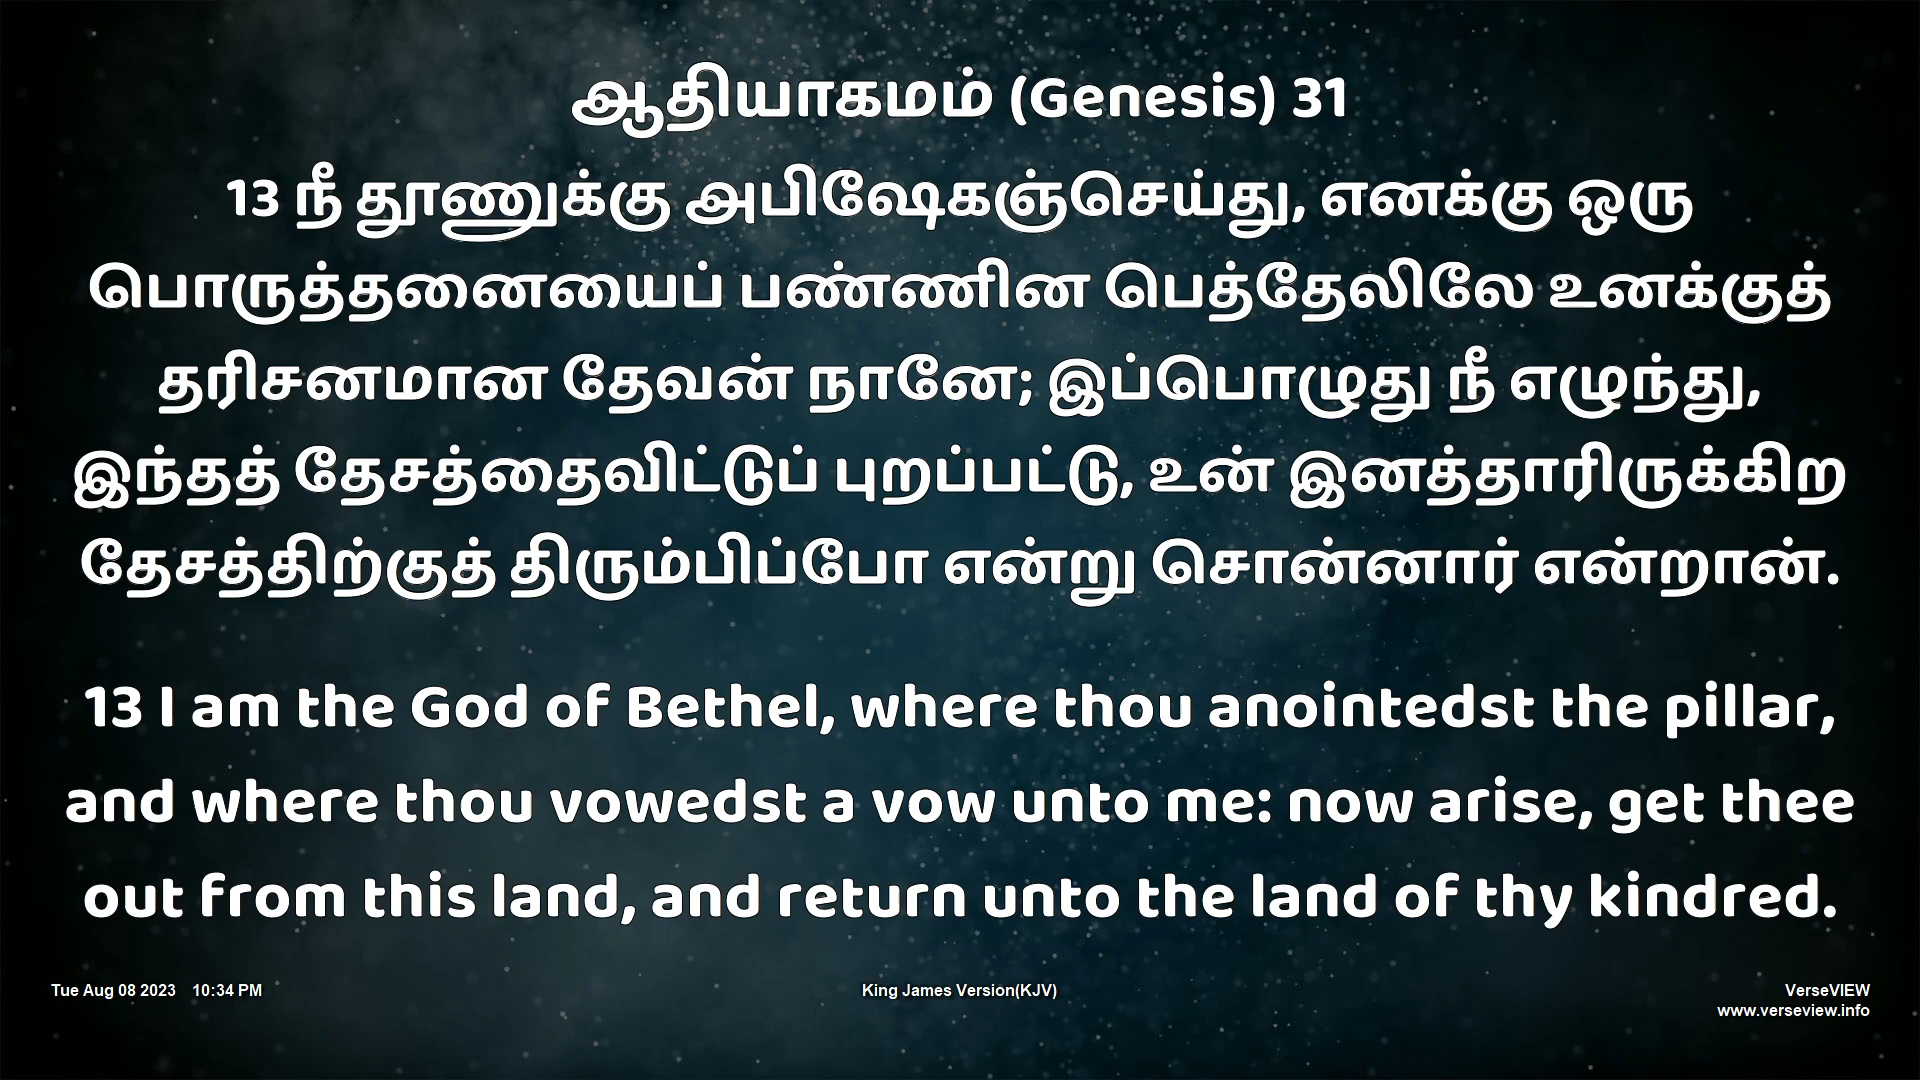 ஆதியாகமம் (Genesis) 31
13 நீ தூணுக்கு அபிஷேகஞ்செய்து, எனக்கு ஒரு
பொருத்தனையைப் பண்ணின பெத்தேலிலே உனக்குத்
தரிசனமான தேவன் நானே; இப்பொழுது நீ எழுந்து,
இந்தத் தேசத்தைவிட்டுப் புறப்பட்டு, உன் இனத்தாரிருக்கிற
தேசத்திற்குத் திரும்பிப்போ என்று சொன்னார் என்றான்.
13 I am the God of Bethel, where thou anointedst the pillar,
and where thou vowedst a vow unto me: now arise, get thee
out from this land, and return unto the land of thy kindred.
Tue Aug 08 2023 10:34 PM
King James Version(KJV)
VerseVIEW
www.verseview.info